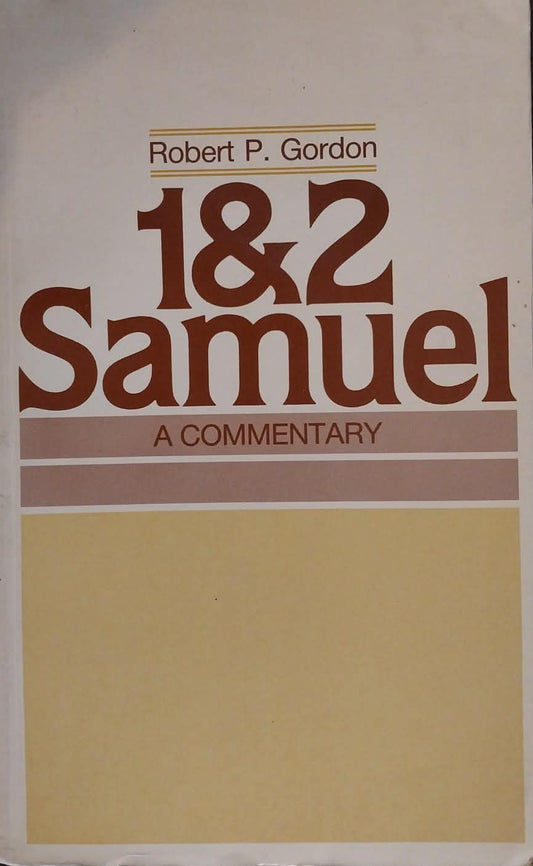 Robert P. Gordon
1&2
Samuel
A COMMENTARY